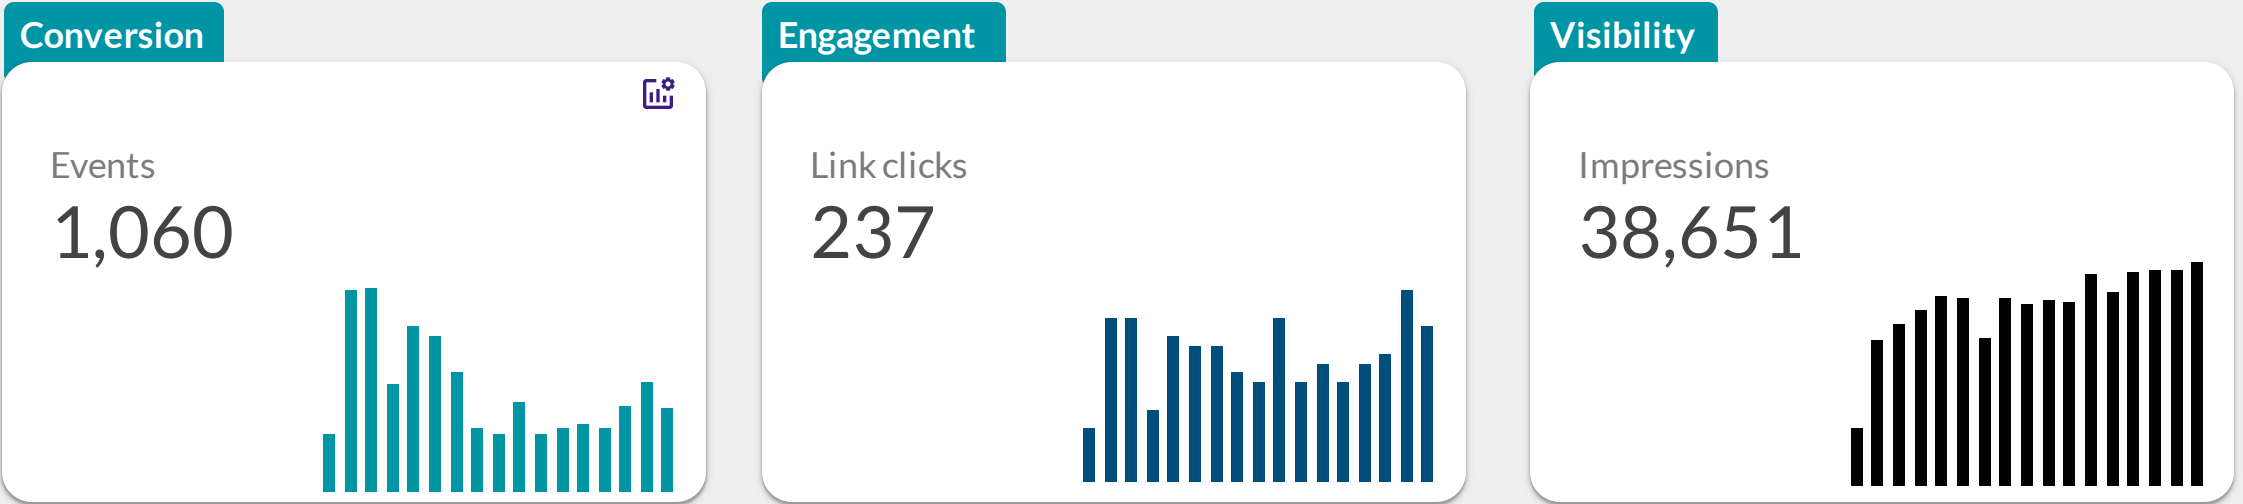 Conversion
Events
1,060
Engagement
Link clicks
237
Visibility
Impressions
38,651